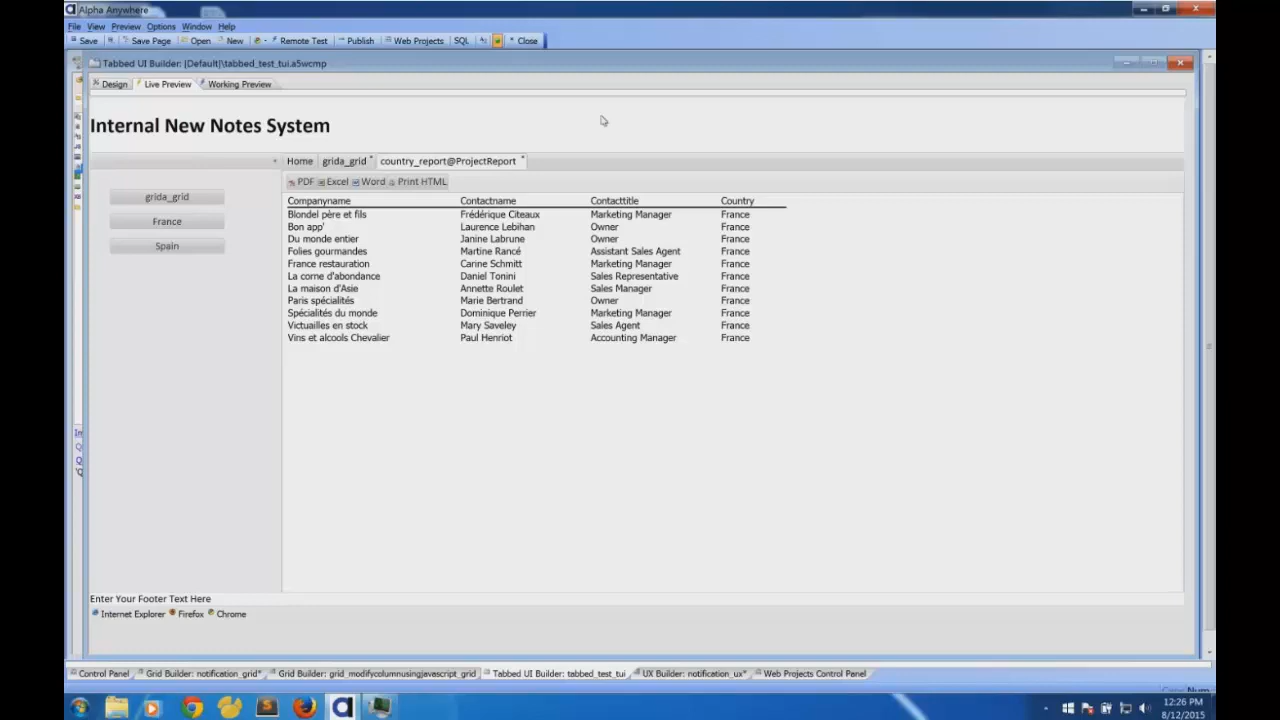 Alpha Anywhere
File View Preview Options Window Help
Save Save Page Open New Remote Test Publish Web Projects SQL Close
Tabbed UI Builder: [Default]\tabbed_test_tui.a5wcmp
Design Live Preview Working Preview
Internal New Notes System
Home grida_grid * country_report@ProjectReport *
PDF Excel Word Print HTML
grida_grid
France
Spain
Companyname Contactname Contacttitle Country
Blondel père et fils Frédérique Citeaux Marketing Manager France
Bon app' Laurence Lebihan Owner France
Du monde entier Janine Labrune Owner France
Folies gourmandes Martine Rancé Assistant Sales Agent France
France restauration Carine Schmitt Marketing Manager France
La corne d'abondance Daniel Tonini Sales Representative France
La maison d'Asie Annette Roulet Sales Manager France
Paris spécialités Marie Bertrand Owner France
Spécialités du monde Dominique Perrier Marketing Manager France
Victuailles en stock Mary Saveley Sales Agent France
Vins et alcools Chevalier Paul Henriot Accounting Manager France
Enter Your Footer Text Here
Internet Explorer Firefox Chrome
Control Panel Grid Builder: notification_grid* Grid Builder: grid_modifycolumnusingjavascript_grid Tabbed UI Builder: tabbed_test_tui UX Builder: notification_ux* Web Projects Control Panel
12:26 PM
8/12/2015